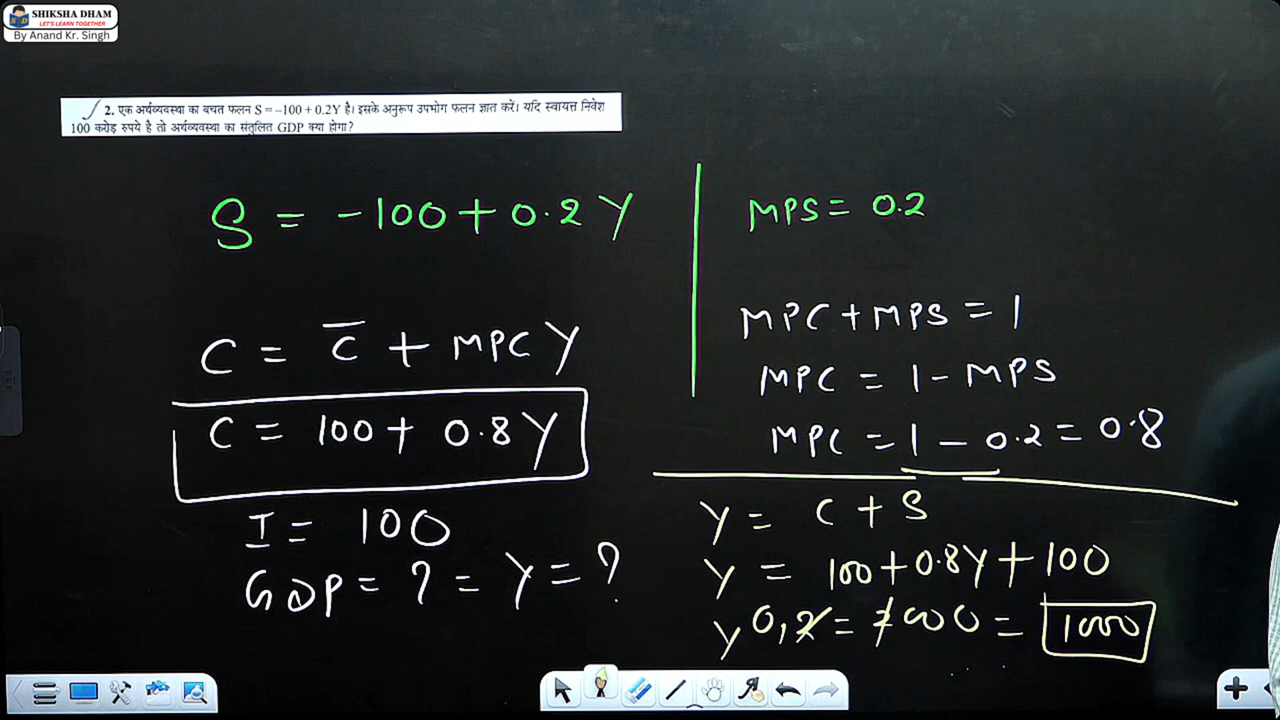 SHIKSHA DHAM
LET'S LEARN TOGETHER
By Anand Kr. Singh
2. एक अर्थव्यवस्था का बचत फलन S = –100 + 0.2Y है। इसके अनुरूप उपभोग फलन ज्ञात करें। यदि स्वायत्त निवेश
100 करोड़ रुपये है तो अर्थव्यवस्था का संतुलित GDP क्या होगा?
S = -100 + 0.2 Y
C = C̅ + MPC Y
C = 100 + 0.8 Y
I = 100
GDP = ? = Y = ?
MPS = 0.2
MPC + MPS = 1
MPC = 1 - MPS
MPC = 1 - 0.2 = 0.8
Y = C + S
Y = 100 + 0.8Y + 100
Y 0.2 = 200 = 1000